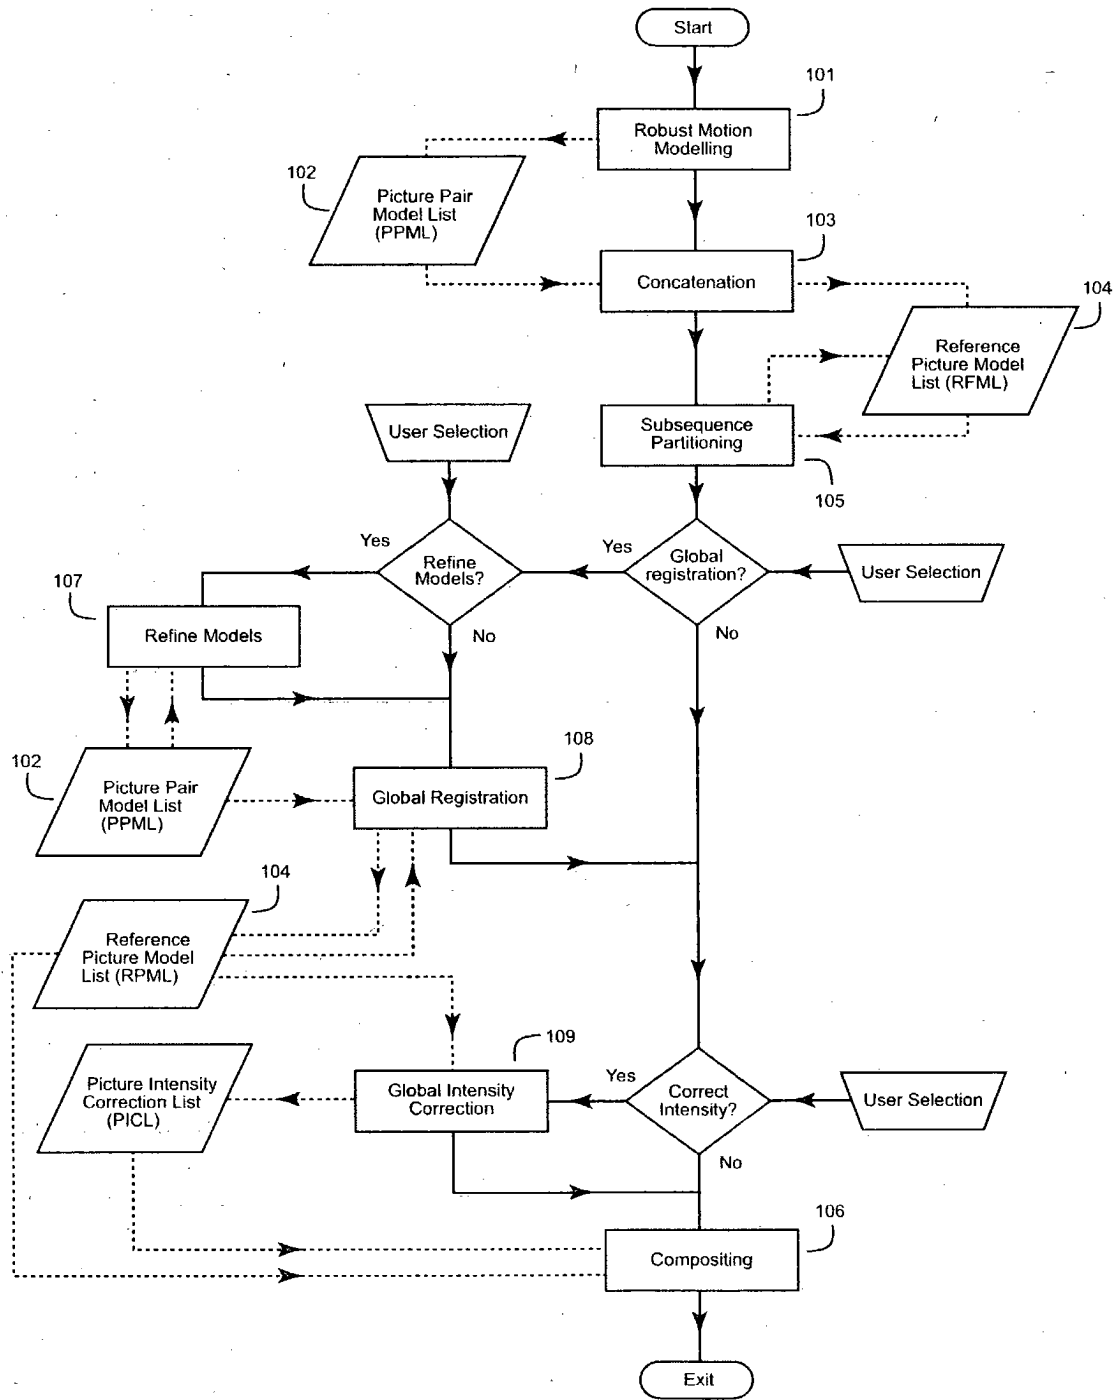 Start
101
Robust Motion
Modelling
102
Picture Pair
Model List
(PPML)
103
Concatenation
104
Reference
Picture Model
List (RFML)
User Selection
Subsequence
Partitioning
105
Yes
Refine
Models?
Yes
Global
registration?
User Selection
107
Refine Models
No
No
102
Picture Pair
Model List
(PPML)
108
Global Registration
104
Reference
Picture Model
List (RPML)
109
Picture Intensity
Correction List
(PICL)
Global Intensity
Correction
Yes
Correct
Intensity?
User Selection
No
106
Compositing
Exit